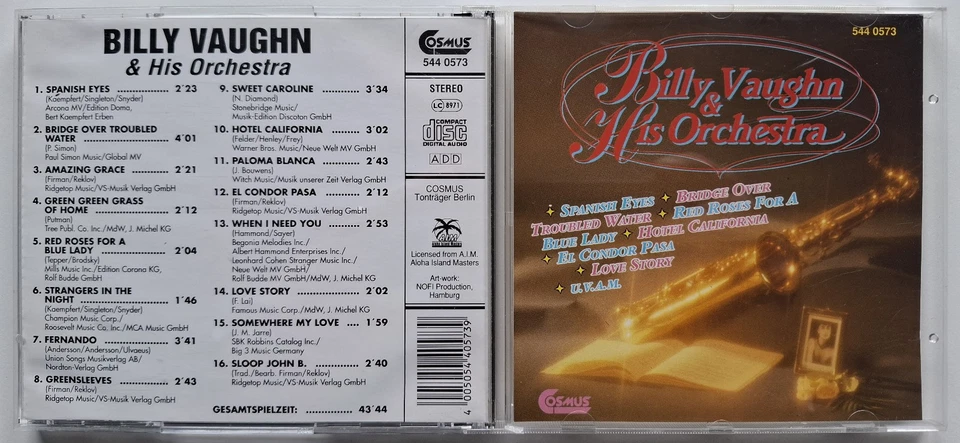 BILLY VAUGHN
& His Orchestra
1. SPANISH EYES .................. 2´23
(Kaempfert/Singleton/Snyder)
Arcona MV/Edition Doma,
Bert Kaempfert Erben
2. BRIDGE OVER TROUBLED
WATER .............................. 4´01
(P. Simon)
Paul Simon Music/Global MV
3. AMAZING GRACE .............. 2´21
(Firman/Reklov)
Ridgetop Music/VS-Musik Verlag GmbH
4. GREEN GREEN GRASS
OF HOME .......................... 2´12
(Putman)
Tree Publ. Co. Inc./MdW, J. Michel KG
5. RED ROSES FOR A
BLUE LADY ....................... 2´04
(Tepper/Brodsky)
Mills Music Inc./Edition Corona KG,
Rolf Budde GmbH
6. STRANGERS IN THE
NIGHT ............................... 1´46
(Kaempfert/Singleton/Snyder)
Champion Music Corp./
Roosevelt Music Co. Inc./MCA Music GmbH
7. FERNANDO ....................... 3´41
(Andersson/Andersson/Ulvaeus)
Union Songs Musikverlag AB/
Nordton-Verlag GmbH
8. GREENSLEEVES ................. 2´43
(Firman/Reklov)
Ridgetop Music/VS-Musik Verlag GmbH
9. SWEET CAROLINE ............. 3´34
(N. Diamond)
Stonebridge Music/
Musik-Edition Discoton GmbH
10. HOTEL CALIFORNIA .......... 3´02
(Felder/Henley/Frey)
Warner Bros. Music/Neue Welt MV GmbH
11. PALOMA BLANCA .............. 2´43
(J. Bouwens)
Witch Music/Musik unserer Zeit Verlag GmbH
12. EL CONDOR PASA .............. 2´12
(Firman/Reklov)
Ridgetop Music/VS-Musik Verlag GmbH
13. WHEN I NEED YOU ............ 2´53
(Hammond/Sayer)
Begonia Melodies Inc./
Albert Hammond Enterprises Inc./
Leonhard Cohen Stranger Music Inc./
Neue Welt MV GmbH/
Rolf Budde MV GmbH/MdW, J. Michel KG
14. LOVE STORY ..................... 2´02
(F. Lai)
Famous Music Corp./MdW, J. Michel KG
15. SOMEWHERE MY LOVE .... 1´59
(J. M. Jarre)
SBK Robbins Catalog Inc./
Big 3 Music Germany
16. SLOOP JOHN B. ................. 2´40
(Trad./Bearb. Firman/Reklov)
Ridgetop Music/VS-Musik Verlag GmbH
GESAMTSPIELZEIT: ............... 43´44
COSMUS
544 0573
STEREO
LC 8971
COMPACT
disc
DIGITAL AUDIO
ADD
COSMUS
Tonträger Berlin
Licensed from A.I.M.
Aloha Island Masters
Art-work:
NOFI Production,
Hamburg
4 005054 405739
544 0573
Billy Vaughn
&
His Orchestra
SPANISH EYES BRIDGE OVER
TROUBLED WATER RED ROSES FOR A
BLUE LADY HOTEL CALIFORNIA
EL CONDOR PASA
LOVE STORY
U.V.A.M.
COSMUS